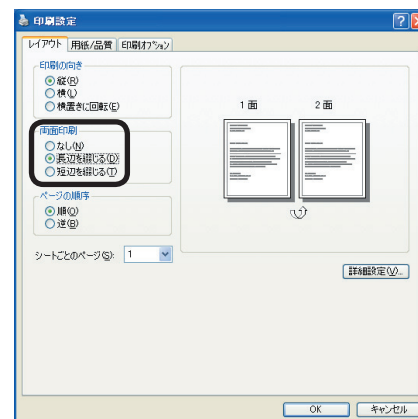 印刷設定
レイアウト 用紙/品質 印刷オプション
印刷の向き
縦(R)
横(L)
横置きに回転(E)
両面印刷
なし(N)
長辺を綴じる(D)
短辺を綴じる(T)
ページの順序
順(Q)
逆(B)
シートごとのページ(S): 1
1 面 2 面
詳細設定(V)...
OK キャンセル